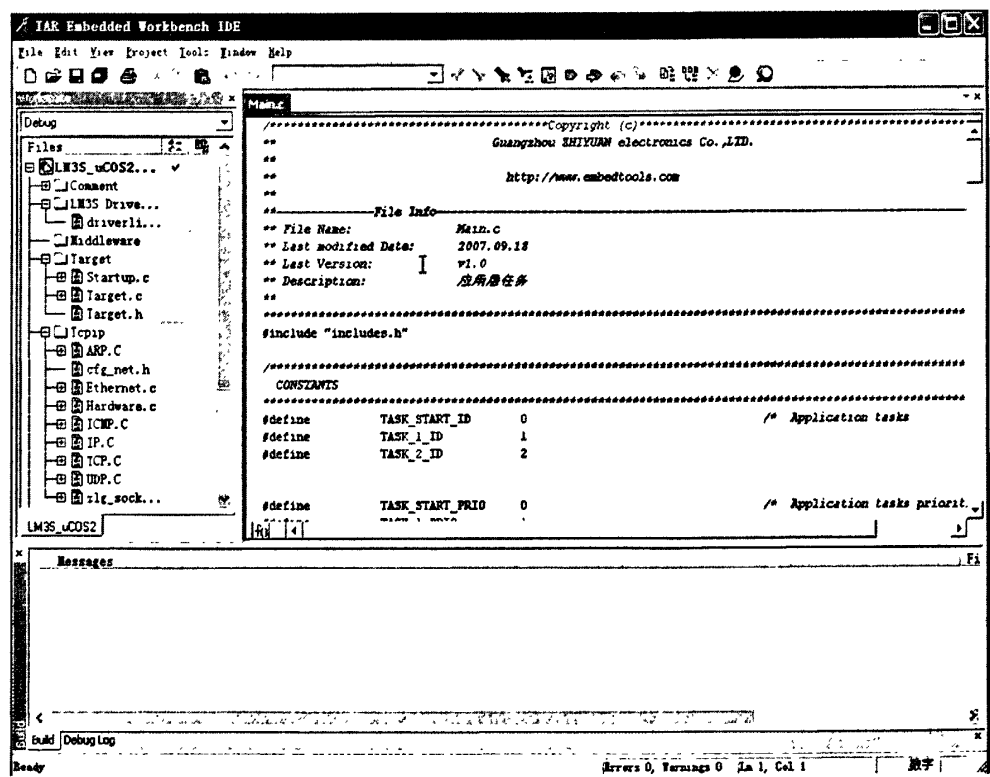 IAR Embedded Workbench IDE
File Edit View Project Tools Window Help
Main.c
Debug
Files
LM3S_uCOS2...
Comment
LM3S Drive...
driverli...
Middleware
Target
Startup.c
Target.c
Target.h
Tcpip
ARP.C
cfg_net.h
Ethernet.c
Hardware.c
ICMP.C
IP.C
TCP.C
UDP.C
zlg_sock...
LM3S_uCOS2
/****************************************Copyright (c)****************************************
** Guangzhou ZHIYUAN electronics Co.,LTD.
**
** http://www.embedtools.com
**
**--------------File Info--------------
** File Name: Main.c
** Last modified Date: 2007.09.18
** Last Version: v1.0
** Description: 应用层任务
**
#include "includes.h"
CONSTANTS
#define TASK_START_ID 0 /* Application tasks
#define TASK_1_ID 1
#define TASK_2_ID 2
#define TASK_START_PRIO 0 /* Application tasks priorit
Messages Fi
Build Debug Log
Ready Errors 0, Warnings 0 Ln 1, Col 1 数字